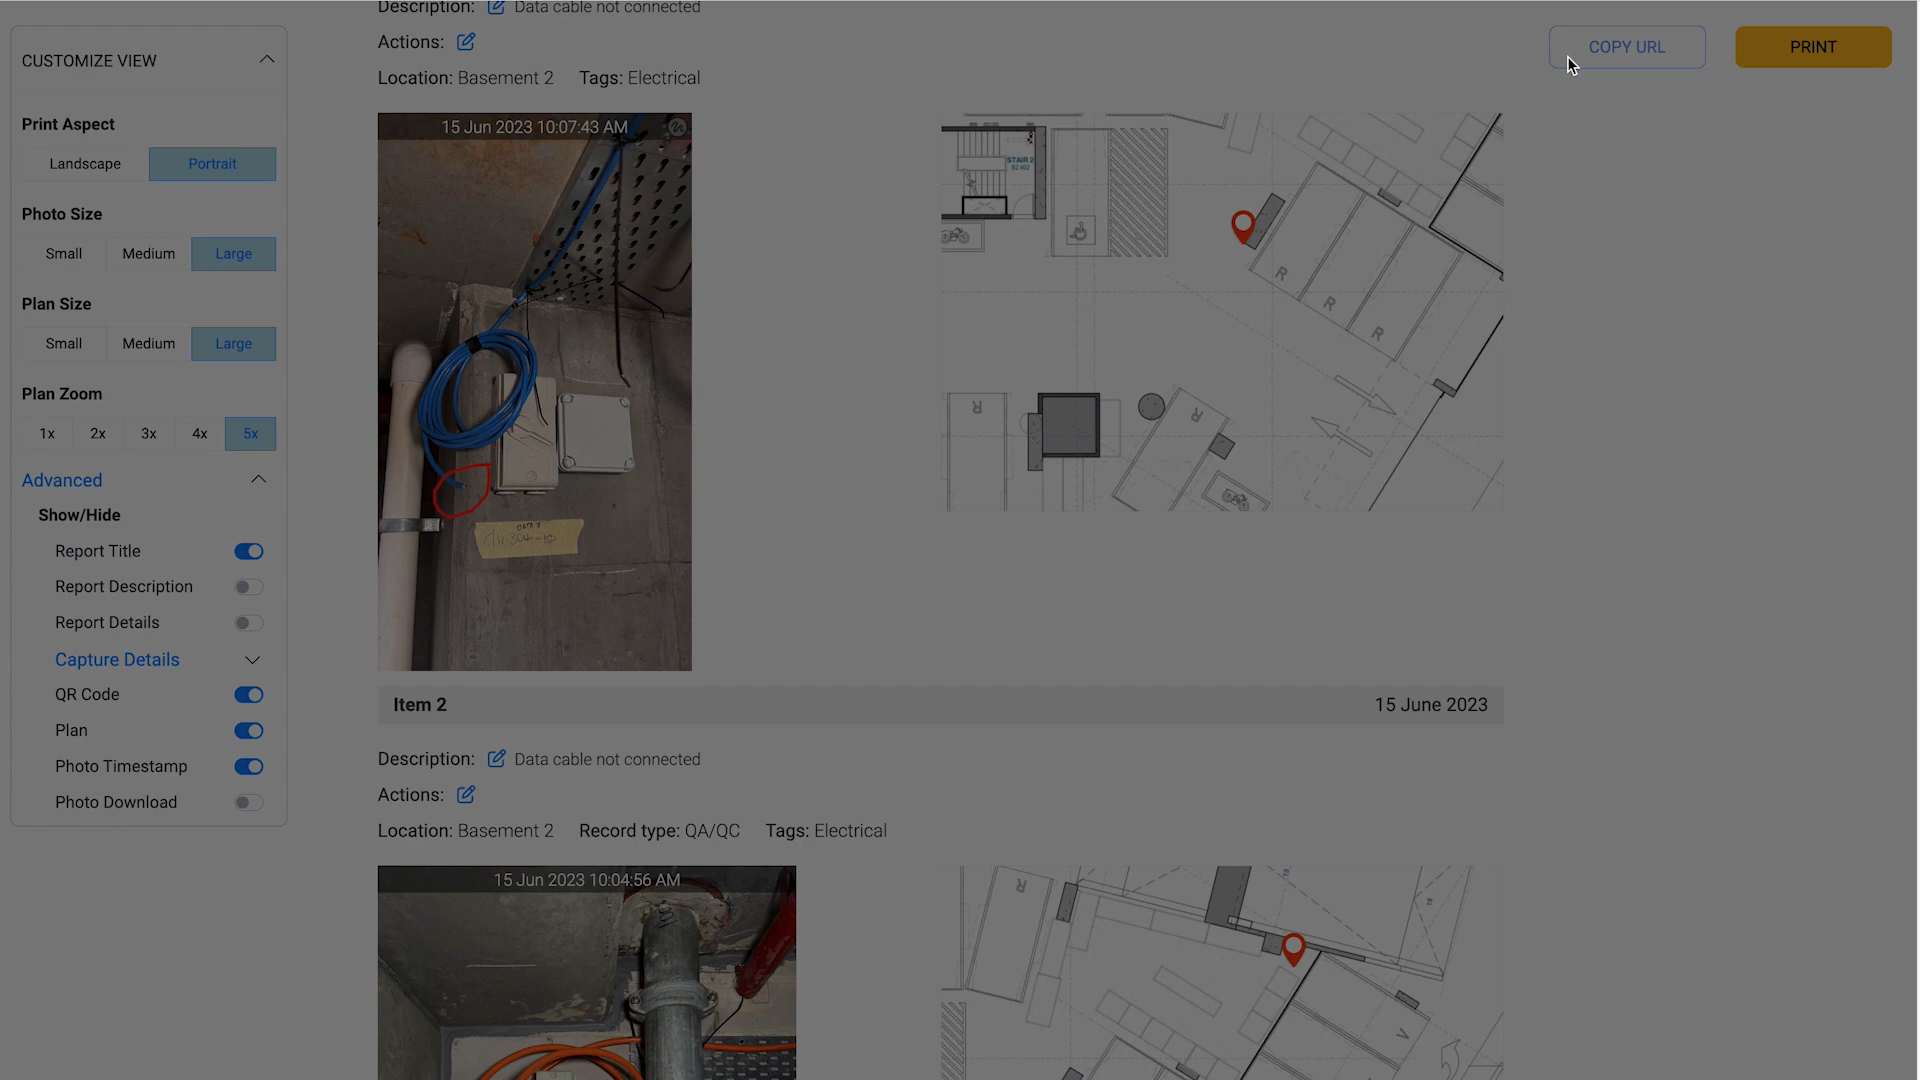 Description: Data cable not connected
Actions:
Location: Basement 2 Tags: Electrical
COPY URL
PRINT
CUSTOMIZE VIEW
Print Aspect
Landscape Portrait
Photo Size
Small Medium Large
Plan Size
Small Medium Large
Plan Zoom
1x 2x 3x 4x 5x
Advanced
Show/Hide
Report Title
Report Description
Report Details
Capture Details
QR Code
Plan
Photo Timestamp
Photo Download
15 Jun 2023 10:07:43 AM
STAIR 2
R
R
R
R
R
Item 2 15 June 2023
Description: Data cable not connected
Actions:
Location: Basement 2 Record type: QA/QC Tags: Electrical
15 Jun 2023 10:04:56 AM
R